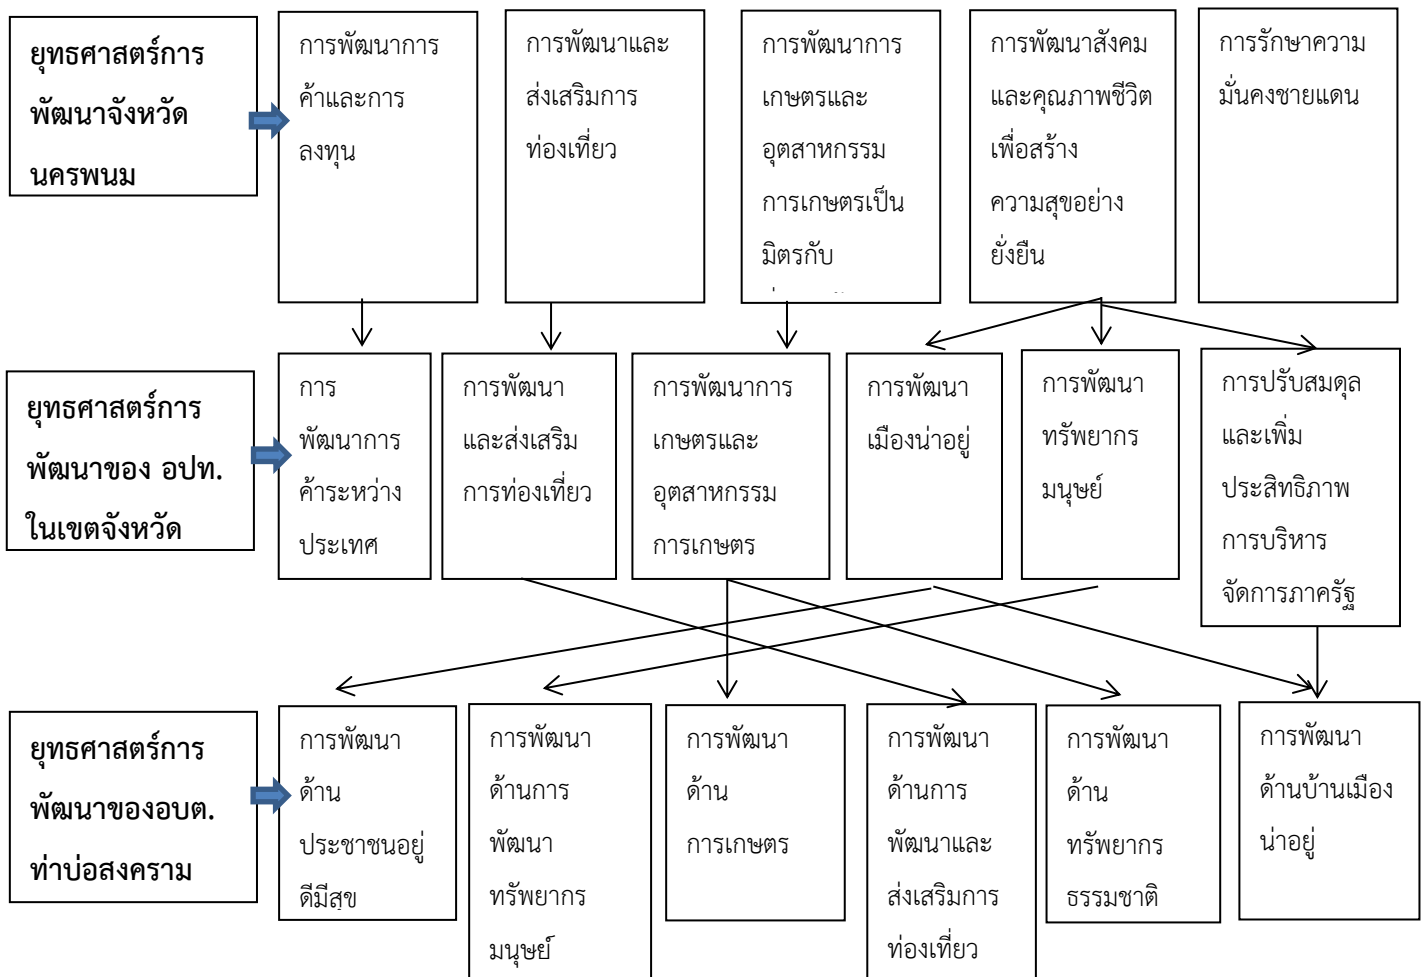 ยุทธศาสตร์การ
พัฒนาจังหวัด
นครพนม
การพัฒนาการ
ค้าและการ
ลงทุน
การพัฒนาและ
ส่งเสริมการ
ท่องเที่ยว
การพัฒนาการ
เกษตรและ
อุตสาหกรรม
การเกษตรเป็น
มิตรกับ
การพัฒนาสังคม
และคุณภาพชีวิต
เพื่อสร้าง
ความสุขอย่าง
ยั่งยืน
การรักษาความ
มั่นคงชายแดน
ยุทธศาสตร์การ
พัฒนาของ อปท.
ในเขตจังหวัด
การ
พัฒนาการ
ค้าระหว่าง
ประเทศ
การพัฒนา
และส่งเสริม
การท่องเที่ยว
การพัฒนาการ
เกษตรและ
อุตสาหกรรม
การเกษตร
การพัฒนา
เมืองน่าอยู่
การพัฒนา
ทรัพยากร
มนุษย์
การปรับสมดุล
และเพิ่ม
ประสิทธิภาพ
การบริหาร
จัดการภาครัฐ
ยุทธศาสตร์การ
พัฒนาของอบต.
ท่าบ่อสงคราม
การพัฒนา
ด้าน
ประชาชนอยู่
ดีมีสุข
การพัฒนา
ด้านการ
พัฒนา
ทรัพยากร
มนุษย์
การพัฒนา
ด้าน
การเกษตร
การพัฒนา
ด้านการ
พัฒนาและ
ส่งเสริมการ
ท่องเที่ยว
การพัฒนา
ด้าน
ทรัพยากร
ธรรมชาติ
การพัฒนา
ด้านบ้านเมือง
น่าอยู่